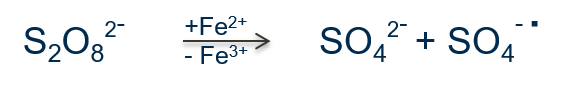 S₂O₈²⁻ +Fe²⁺ - Fe³⁺ → SO₄²⁻ + SO₄⁻˙